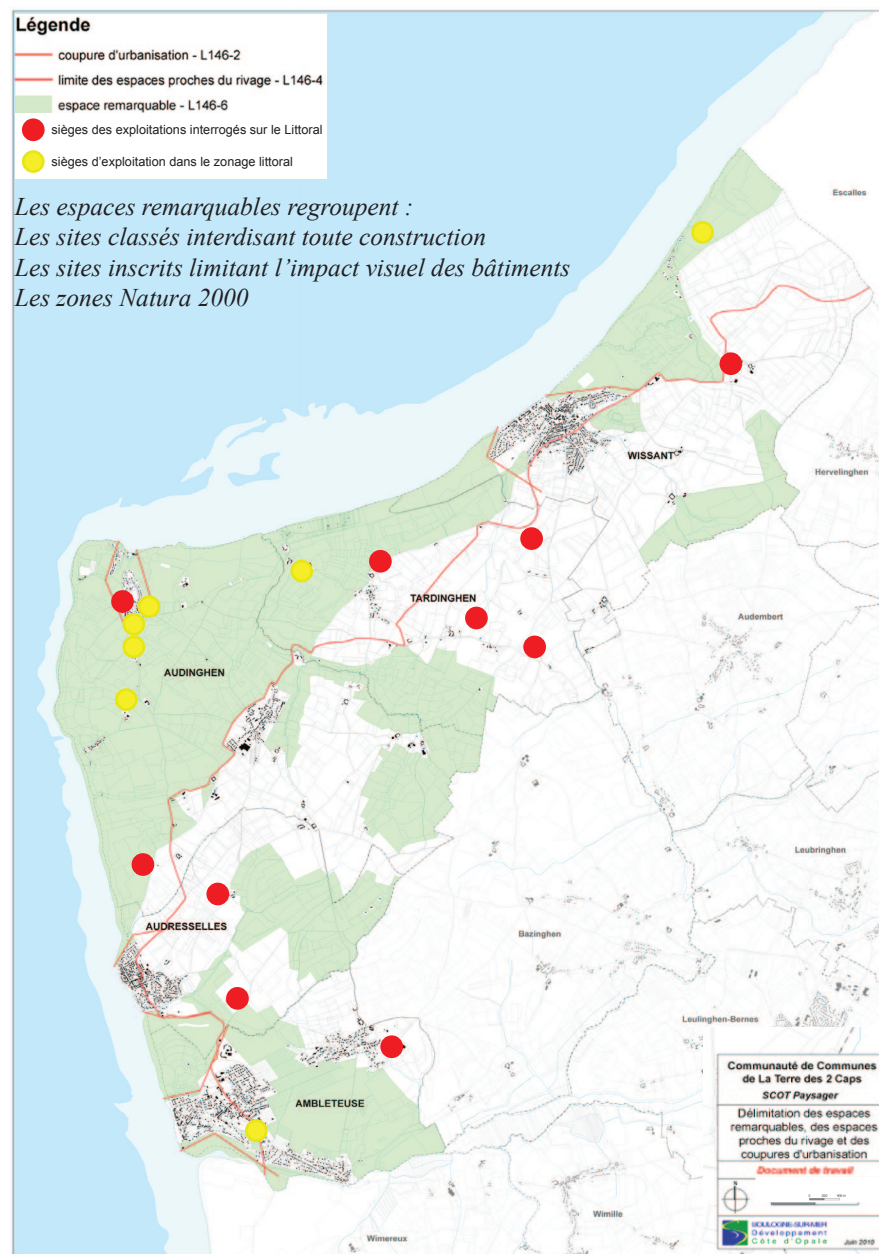 Légende
coupure d'urbanisation - L146-2
limite des espaces proches du rivage - L146-4
espace remarquable - L146-6
sièges des exploitations interrogés sur le Littoral
sièges d'exploitation dans le zonage littoral
Les espaces remarquables regroupent :
Les sites classés interdisant toute construction
Les sites inscrits limitant l'impact visuel des bâtiments
Les zones Natura 2000
Escalles
WISSANT
Hervelinghen
TARDINGHEN
Audembert
AUDINGHEN
Leubringhen
AUDRESSELLES
Bazinghen
Leulinghen-Bernes
AMBLETEUSE
Wimille
Wimereux
Communauté de Communes
de La Terre des 2 Caps
SCOT Paysager
Délimitation des espaces
remarquables, des espaces
proches du rivage et des
coupures d'urbanisation
Document de travail
N
BOULOGNE-SUR-MER
Développement
Côte d'Opale
Juin 2010